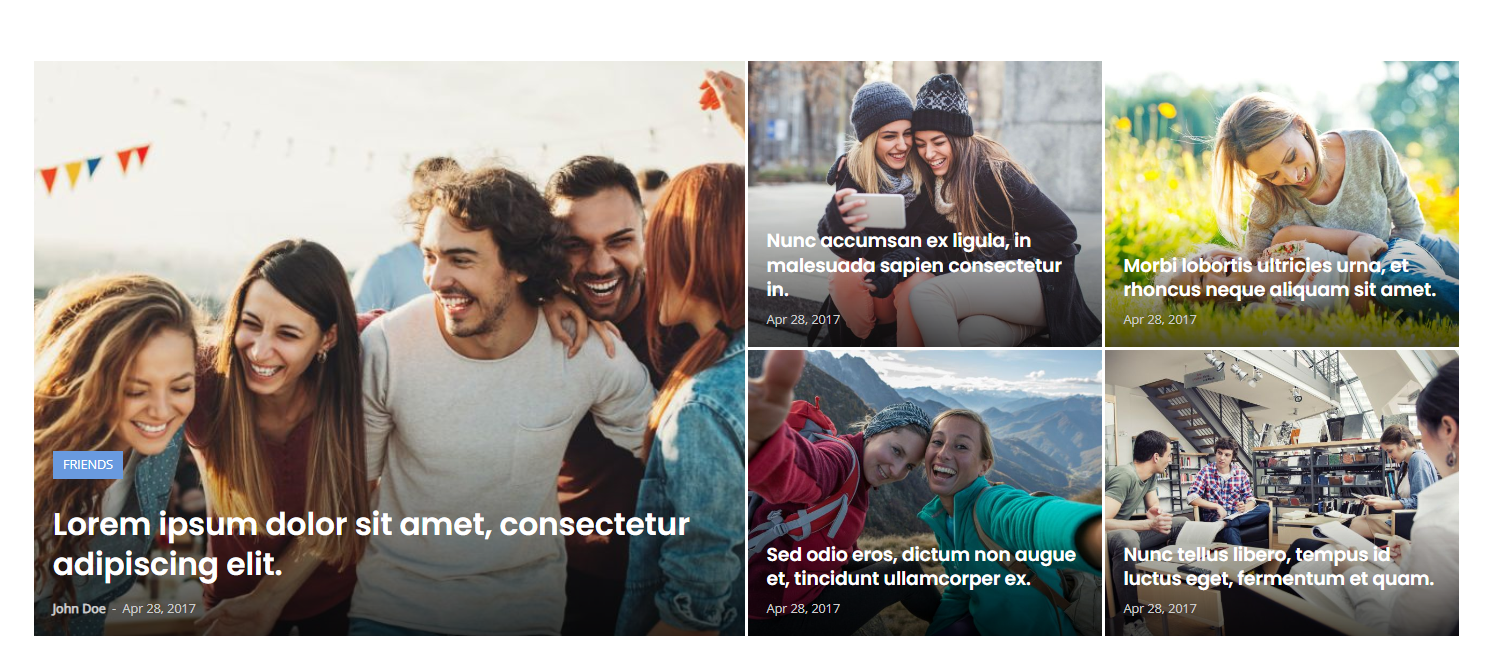 FRIENDS
Lorem ipsum dolor sit amet, consectetur
adipiscing elit.
John Doe - Apr 28, 2017
Nunc accumsan ex ligula, in
malesuada sapien consectetur
in.
Apr 28, 2017
Morbi lobortis ultricies urna, et
rhoncus neque aliquam sit amet.
Apr 28, 2017
Sed odio eros, dictum non augue
et, tincidunt ullamcorper ex.
Apr 28, 2017
Nunc tellus libero, tempus id
luctus eget, fermentum et quam.
Apr 28, 2017